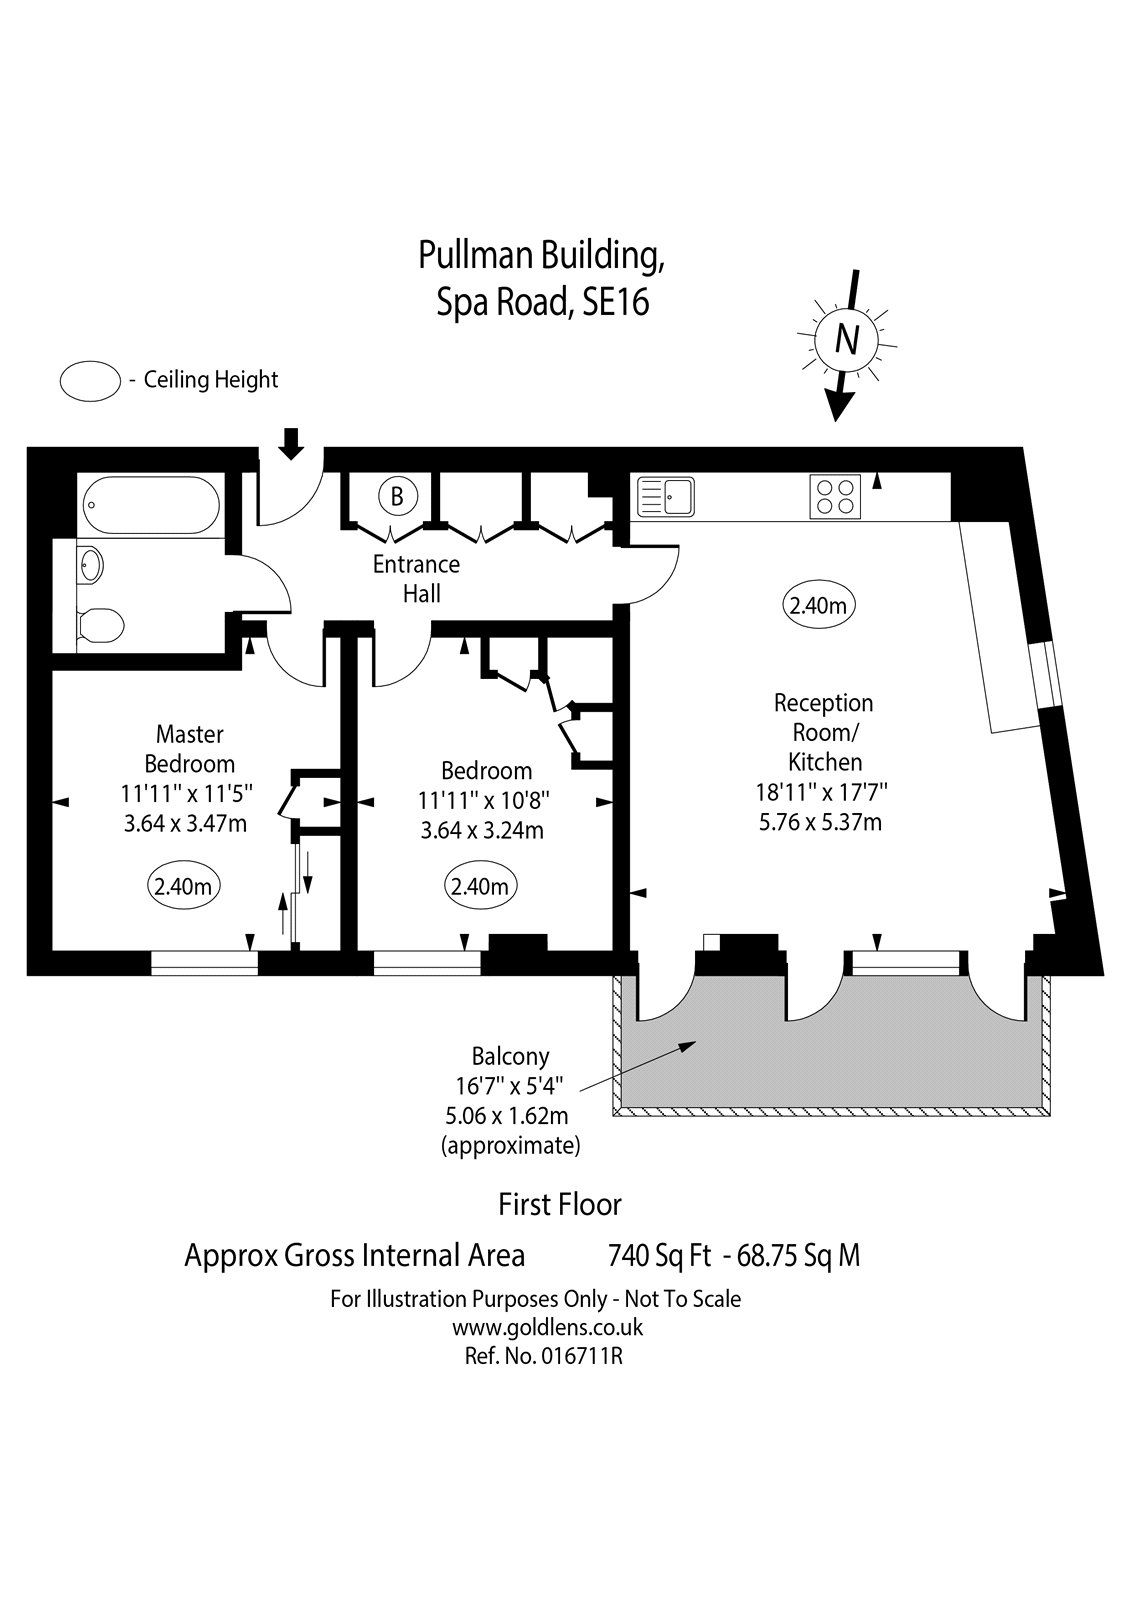 Pullman Building,
Spa Road, SE16
N
- Ceiling Height
B
Entrance
Hall
2.40m
Master
Bedroom
11'11" x 11'5"
3.64 x 3.47m
2.40m
Bedroom
11'11" x 10'8"
3.64 x 3.24m
2.40m
Reception
Room/
Kitchen
18'11" x 17'7"
5.76 x 5.37m
Balcony
16'7" x 5'4"
5.06 x 1.62m
(approximate)
First Floor
Approx Gross Internal Area 740 Sq Ft - 68.75 Sq M
For Illustration Purposes Only - Not To Scale
www.goldlens.co.uk
Ref. No. 016711R